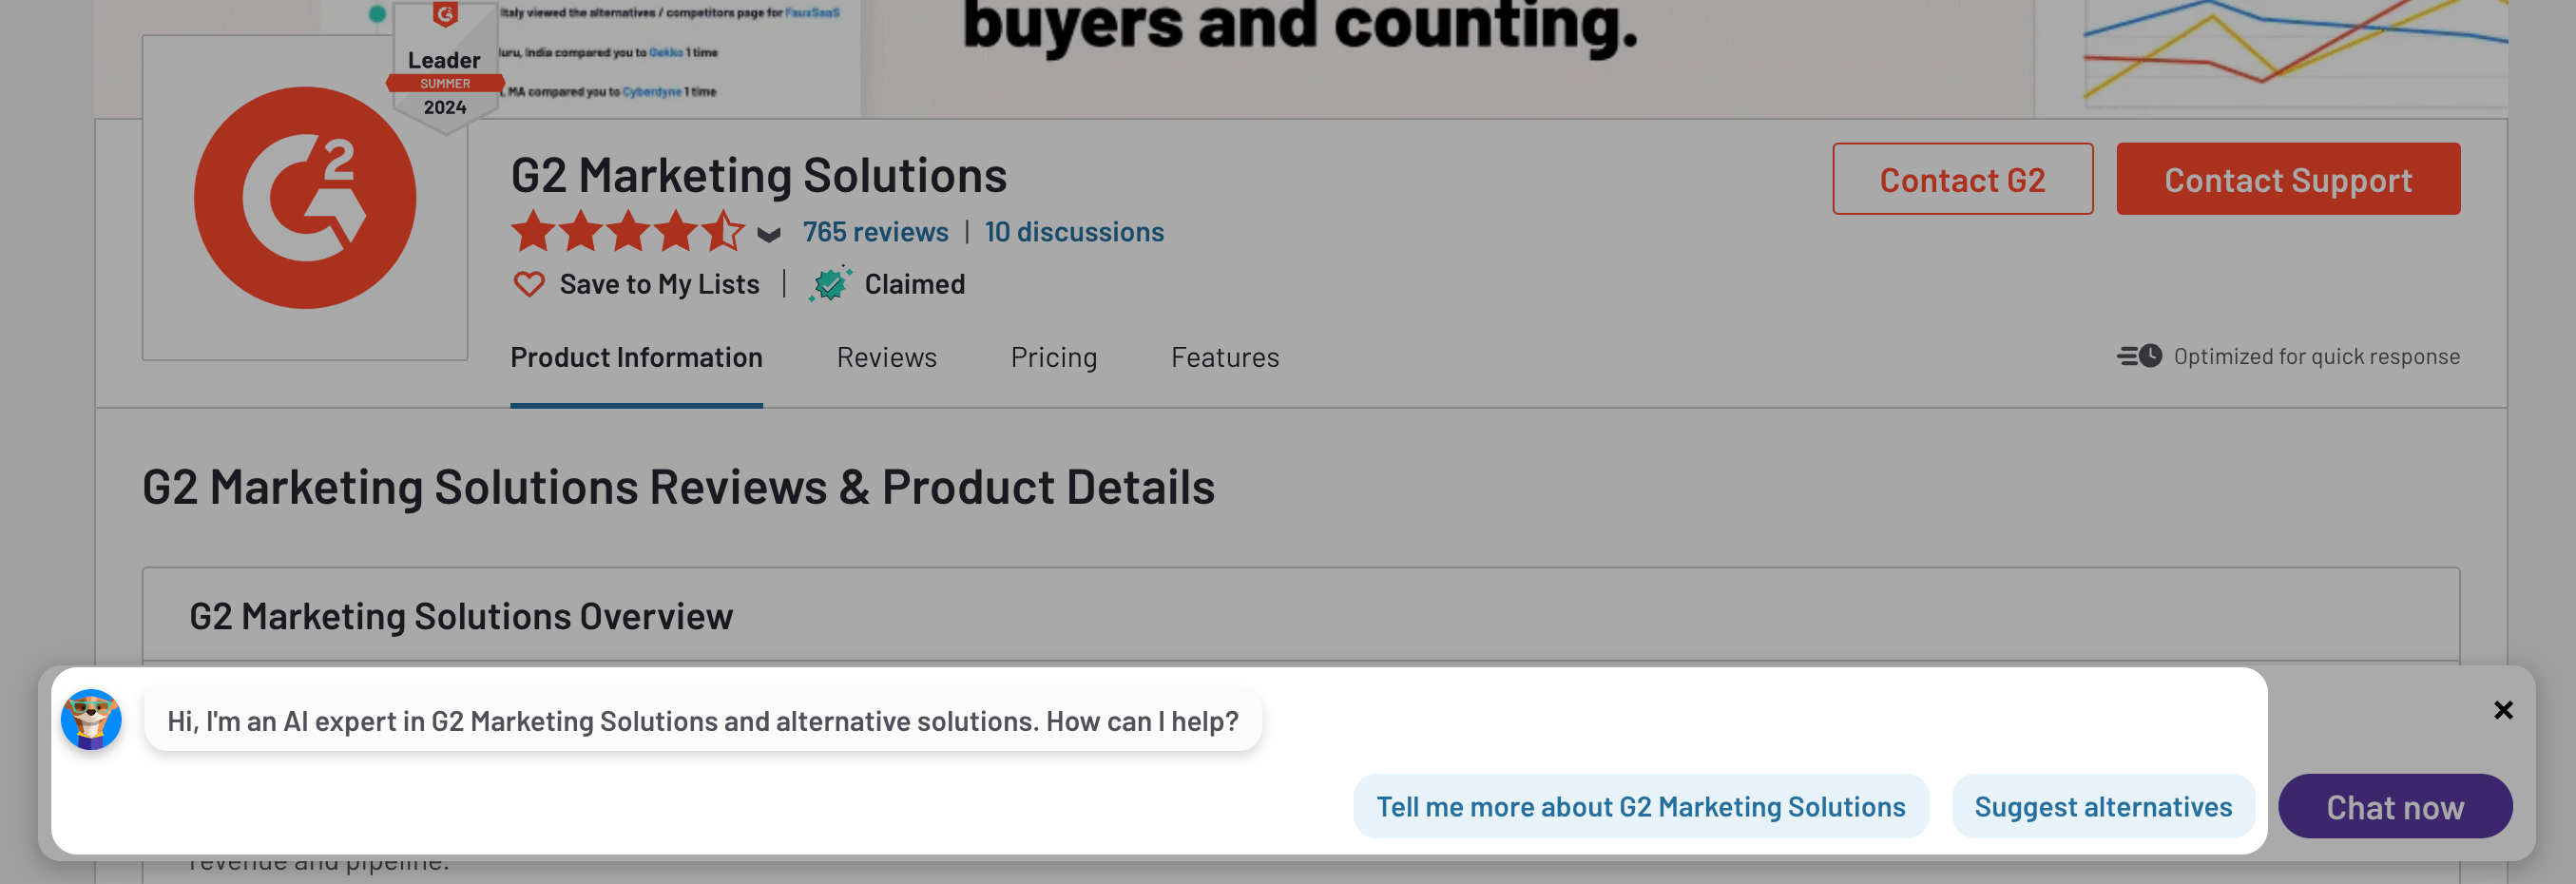 Italy viewed the alternatives / competitors page for FauxSaaS
buyers and counting.
uru, India compared you to Gekko 1 time
, MA compared you to Cyberdyne 1 time
Leader
SUMMER
2024
G2
G2 Marketing Solutions
Contact G2
Contact Support
765 reviews | 10 discussions
Save to My Lists | Claimed
Product Information Reviews Pricing Features
Optimized for quick response
G2 Marketing Solutions Reviews & Product Details
G2 Marketing Solutions Overview
Hi, I'm an AI expert in G2 Marketing Solutions and alternative solutions. How can I help?
×
Tell me more about G2 Marketing Solutions
Suggest alternatives
Chat now
revenue and pipeline.